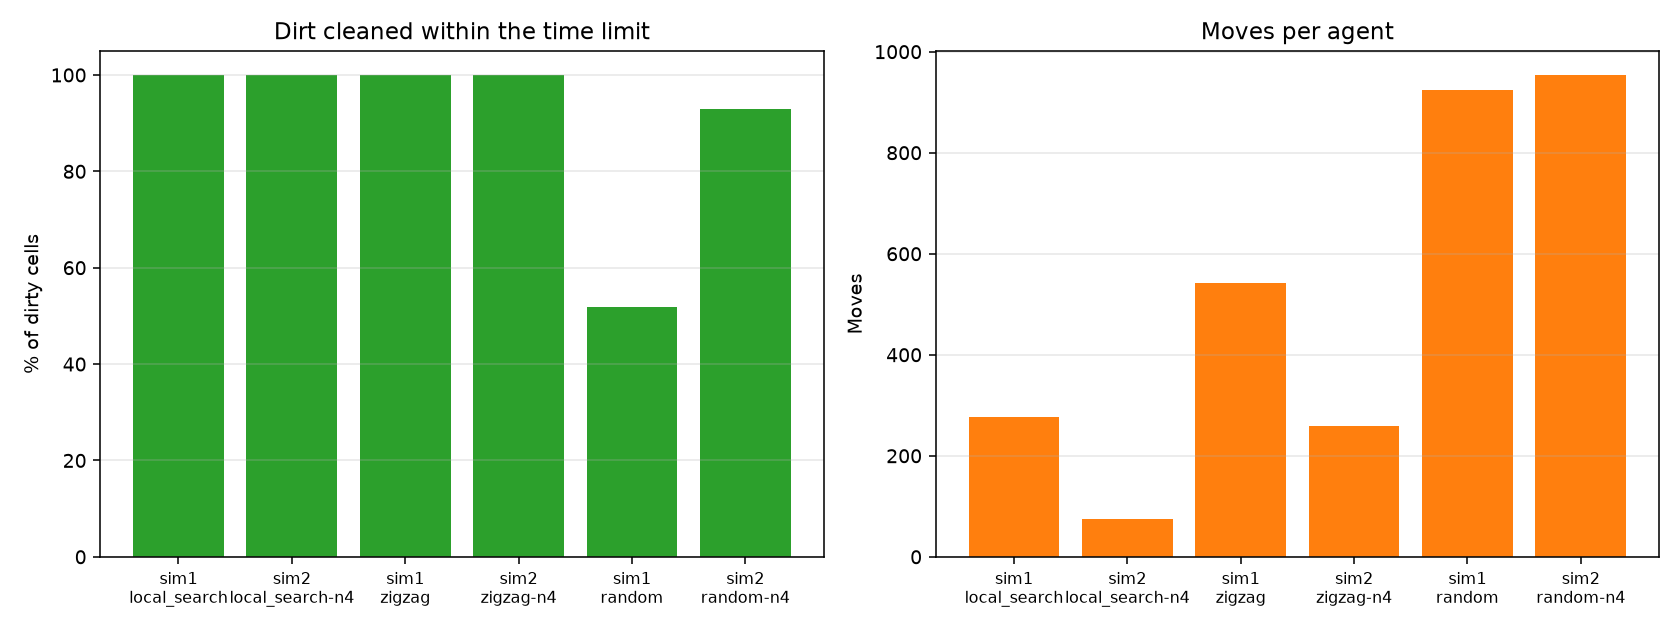 Dirt cleaned within the time limit
% of dirty cells
100
80
60
40
20
0
sim1
local_search
sim2
local_search-n4
sim1
zigzag
sim2
zigzag-n4
sim1
random
sim2
random-n4
Moves per agent
Moves
1000
800
600
400
200
0
sim1
local_search
sim2
local_search-n4
sim1
zigzag
sim2
zigzag-n4
sim1
random
sim2
random-n4